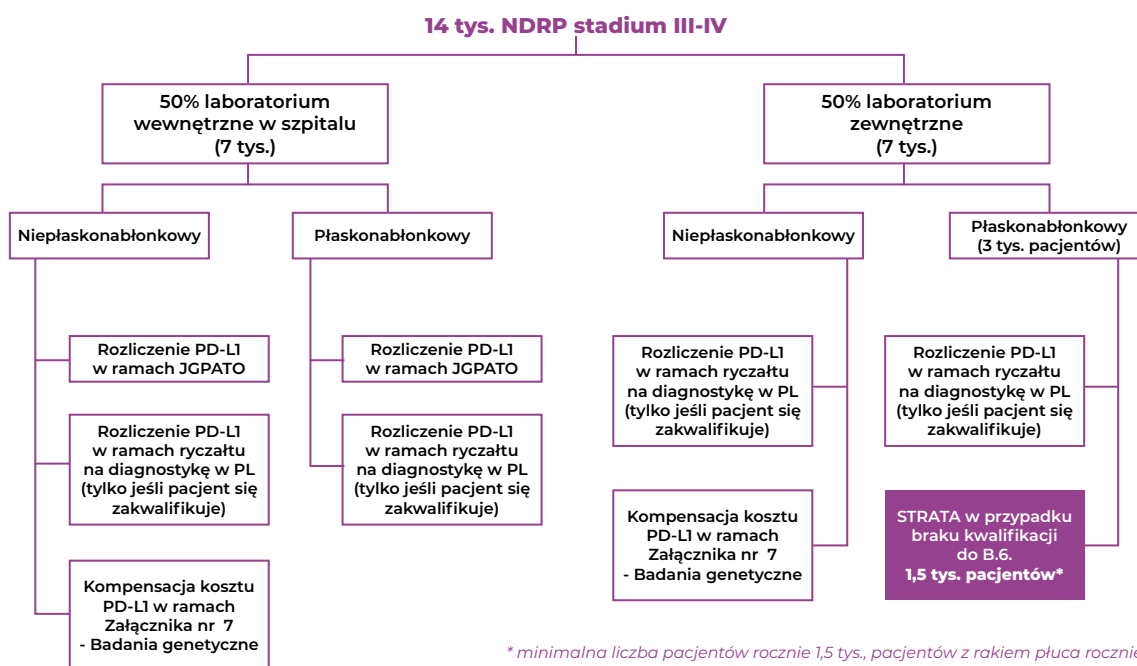 14 tys. NDRP stadium III-IV
50% laboratorium
wewnętrzne w szpitalu
(7 tys.)
50% laboratorium
zewnętrzne
(7 tys.)
Niepłaskonabłonkowy
Płaskonabłonkowy
Niepłaskonabłonkowy
Płaskonabłonkowy
(3 tys. pacjentów)
Rozliczenie PD-L1
w ramach JGPATO
Rozliczenie PD-L1
w ramach ryczałtu
na diagnostykę w PL
(tylko jeśli pacjent się
zakwalifikuje)
Kompensacja kosztu
PD-L1 w ramach
Załącznika nr 7
- Badania genetyczne
Rozliczenie PD-L1
w ramach JGPATO
Rozliczenie PD-L1
w ramach ryczałtu
na diagnostykę w PL
(tylko jeśli pacjent się
zakwalifikuje)
Rozliczenie PD-L1
w ramach ryczałtu
na diagnostykę w PL
(tylko jeśli pacjent się
zakwalifikuje)
Kompensacja kosztu
PD-L1 w ramach
Załącznika nr 7
- Badania genetyczne
Rozliczenie PD-L1
w ramach ryczałtu
na diagnostykę w PL
(tylko jeśli pacjent się
zakwalifikuje)
STRATA w przypadku
braku kwalifikacji
do B.6.
1,5 tys. pacjentów*
* minimalna liczba pacjentów rocznie 1,5 tys., pacjentów z rakiem płuca rocznie